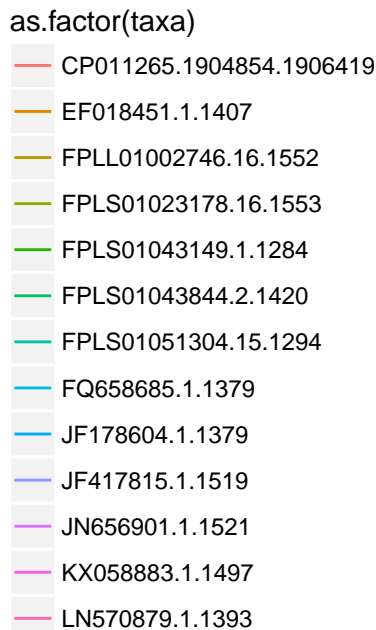 as.factor(taxa)
CP011265.1904854.1906419
EF018451.1.1407
FPLL01002746.16.1552
FPLS01023178.16.1553
FPLS01043149.1.1284
FPLS01043844.2.1420
FPLS01051304.15.1294
FQ658685.1.1379
JF178604.1.1379
JF417815.1.1519
JN656901.1.1521
KX058883.1.1497
LN570879.1.1393